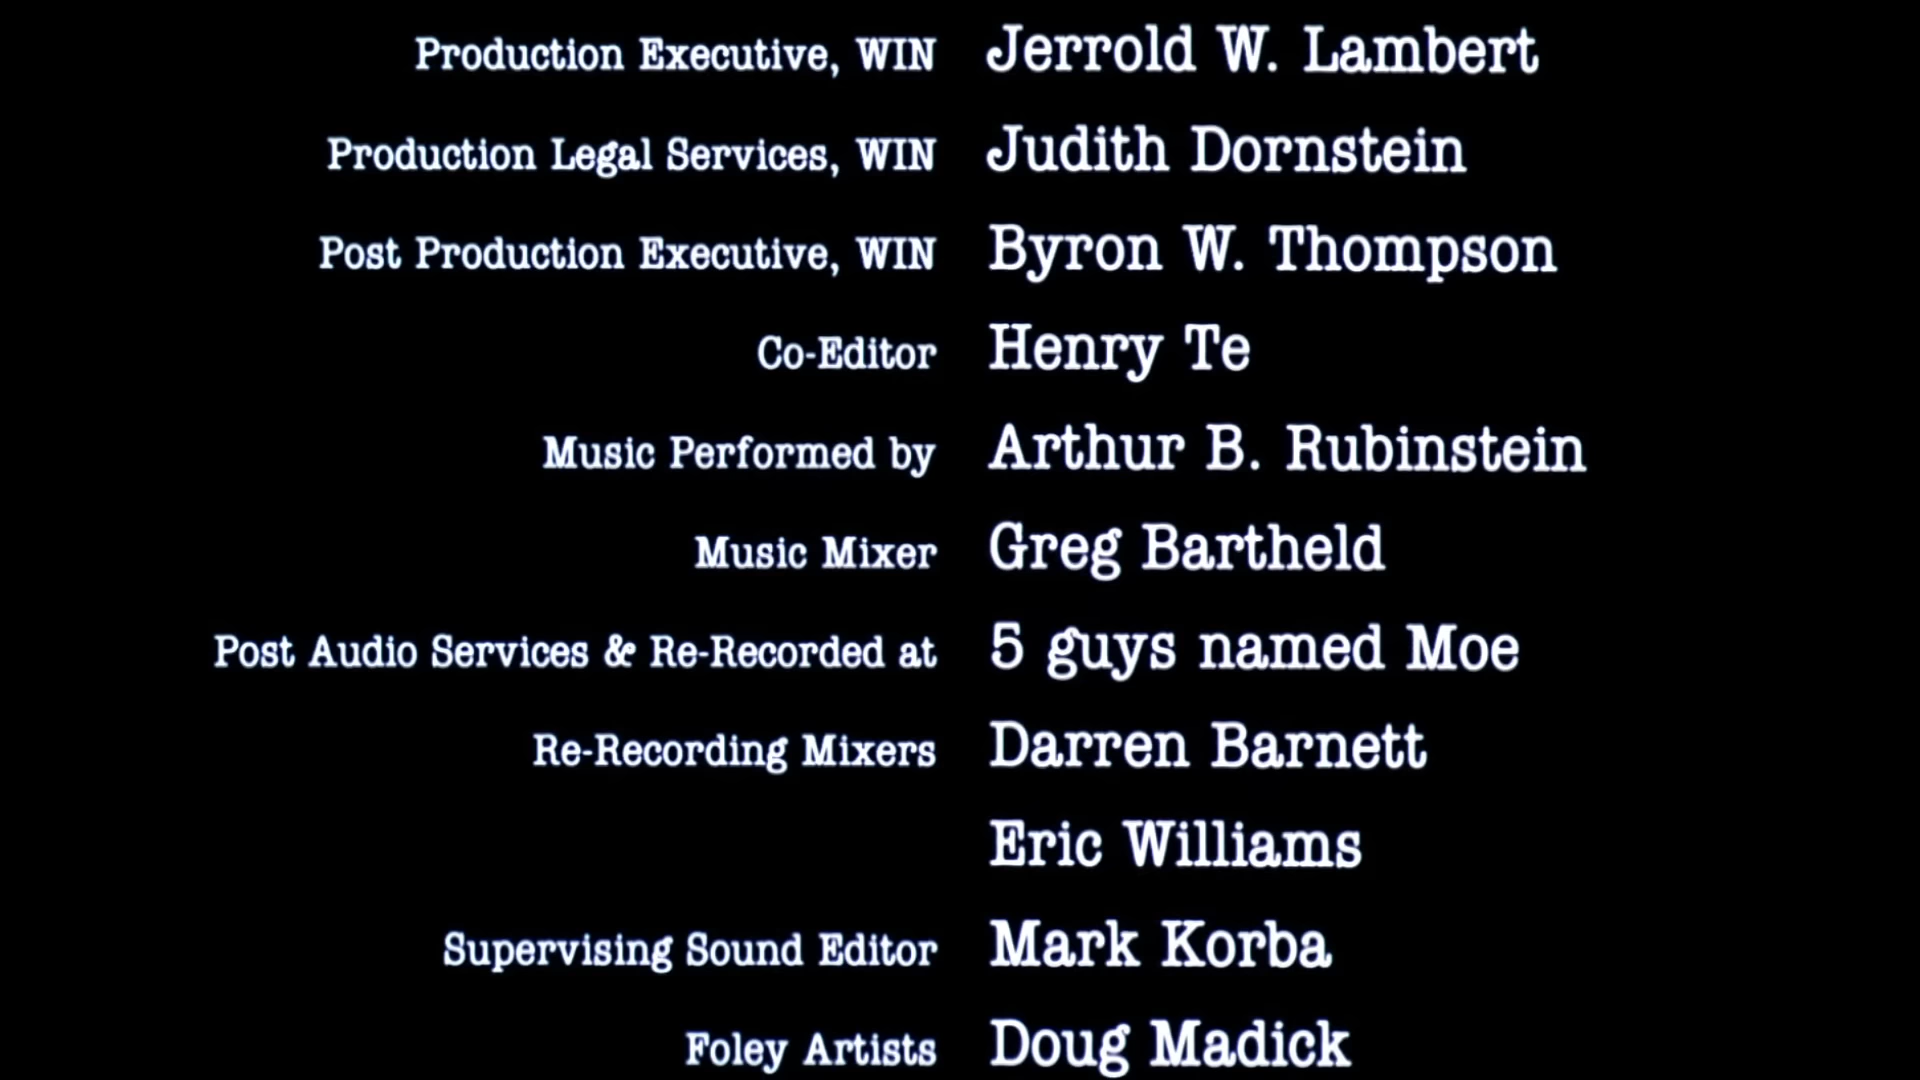 Production Executive, WIN Jerrold W. Lambert
Production Legal Services, WIN Judith Dornstein
Post Production Executive, WIN Byron W. Thompson
Co-Editor Henry Te
Music Performed by Arthur B. Rubinstein
Music Mixer Greg Bartheld
Post Audio Services & Re-Recorded at 5 guys named Moe
Re-Recording Mixers Darren Barnett
Eric Williams
Supervising Sound Editor Mark Korba
Foley Artists Doug Madick